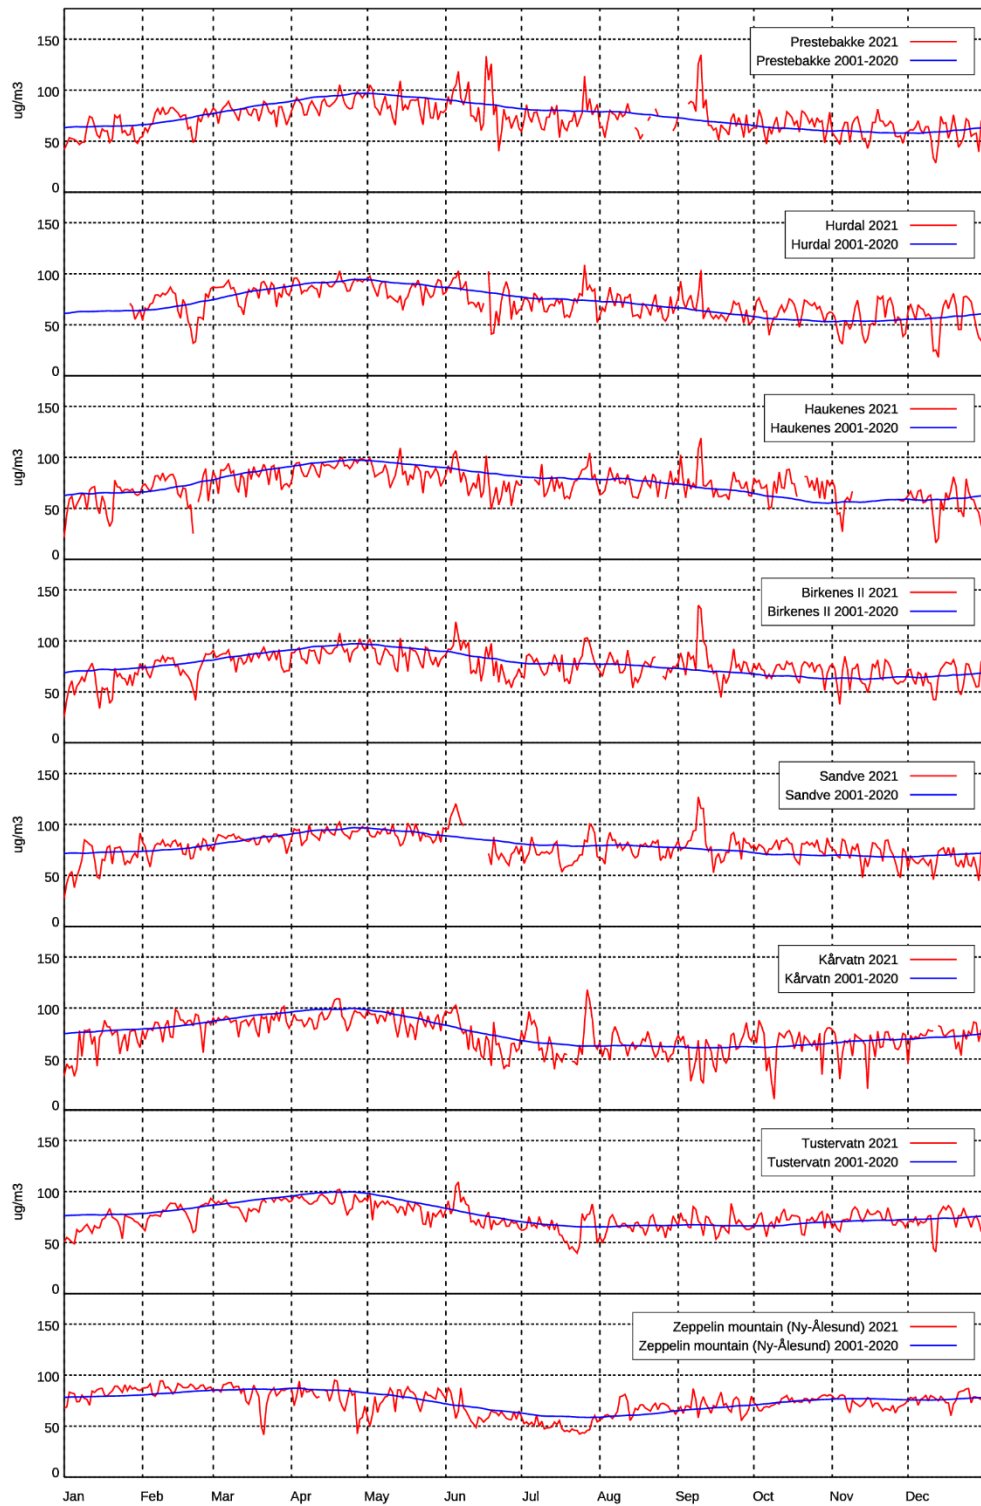 150
Prestebakke 2021
Prestebakke 2001-2020
ug/m3
100
50
0
150
Hurdal 2021
Hurdal 2001-2020
100
50
0
150
Haukenes 2021
Haukenes 2001-2020
ug/m3
100
50
0
150
Birkenes II 2021
Birkenes II 2001-2020
ug/m3
100
50
0
150
Sandve 2021
Sandve 2001-2020
ug/m3
100
50
0
150
Kårvatn 2021
Kårvatn 2001-2020
ug/m3
100
50
0
150
Tustervatn 2021
Tustervatn 2001-2020
ug/m3
100
50
0
150
Zeppelin mountain (Ny-Ålesund) 2021
Zeppelin mountain (Ny-Ålesund) 2001-2020
100
50
0
Jan Feb Mar Apr May Jun Jul Aug Sep Oct Nov Dec